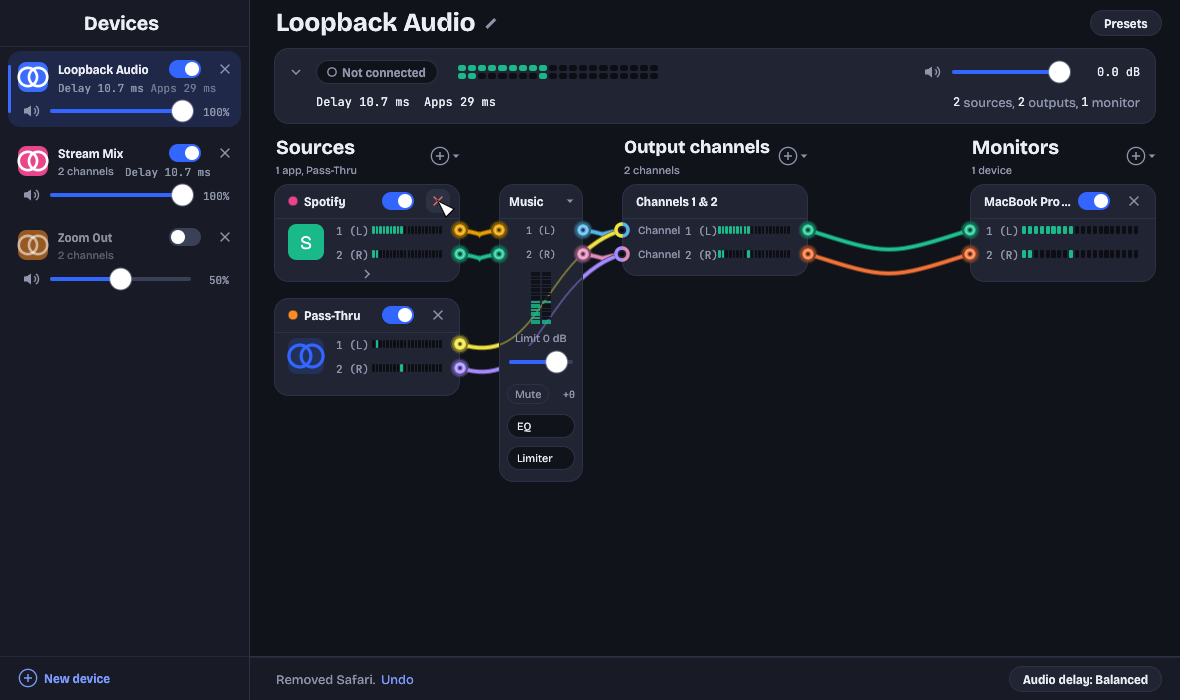 Devices
Loopback Audio
Delay 10.7 ms Apps 29 ms
100%
Stream Mix
2 channels Delay 10.7 ms
100%
Zoom Out
2 channels
50%
New device
Loopback Audio
Presets
Not connected
0.0 dB
Delay 10.7 ms Apps 29 ms
2 sources, 2 outputs, 1 monitor
Sources
1 app, Pass-Thru
Spotify
S
1 (L)
2 (R)
Pass-Thru
1 (L)
2 (R)
Music
1 (L)
2 (R)
Limit 0 dB
Mute +0
EQ
Limiter
Output channels
2 channels
Channels 1 & 2
Channel 1 (L)
Channel 2 (R)
Monitors
1 device
MacBook Pro…
1 (L)
2 (R)
Removed Safari. Undo
Audio delay: Balanced